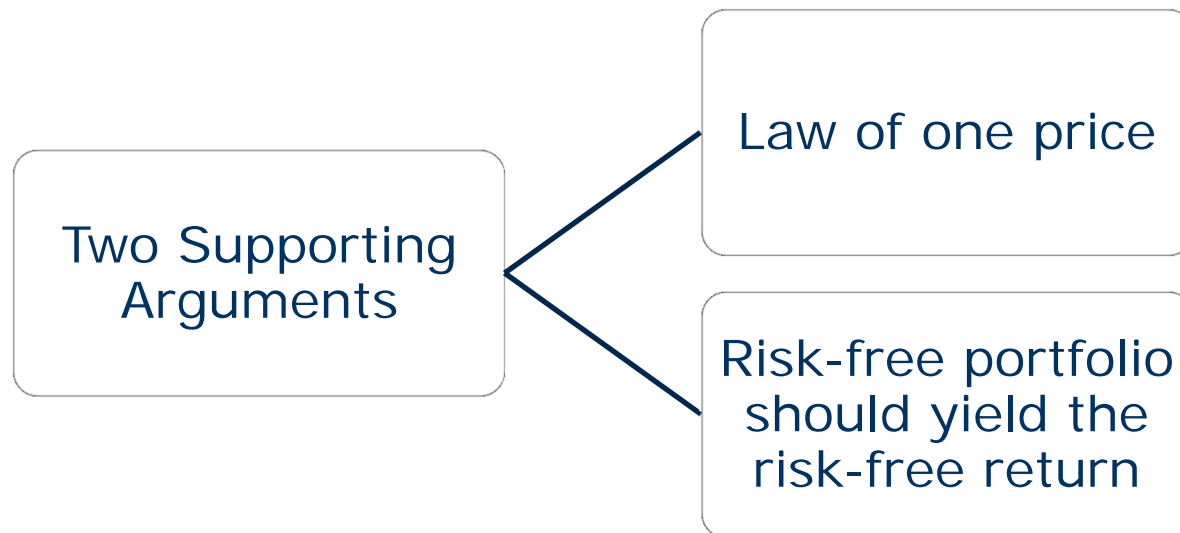 Two Supporting
Arguments
Law of one price
Risk-free portfolio
should yield the
risk-free return